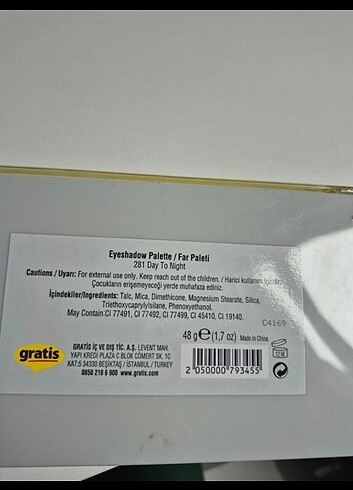 Eyeshadow Palette / Far Paleti
281 Day To Night
Cautions / Uyarı: For external use only. Keep reach out of the children. / Harici kullanım içindir.
Çocukların erişemeyeceği yerde muhafaza ediniz.
İçindekiler/Ingredients: Talc, Mica, Dimethicone, Magnesium Stearate, Silica,
Triethoxycaprylylsilane, Phenoxyethanol.
May Contain:CI 77491, CI 77492, CI 77499, CI 45410, CI 19140.
C4169
48 g e (1,7 oz) Made In China
gratis
GRATİS İÇ VE DIŞ TİC. A.Ş. LEVENT MAH.
YAPI KREDİ PLAZA C BLOK CÖMERT SK. 1C
KAT:5 34330 BEŞİKTAŞ / İSTANBUL / TURKEY
0850 210 6 900 www.gratis.com
2 050000 793455
12 M